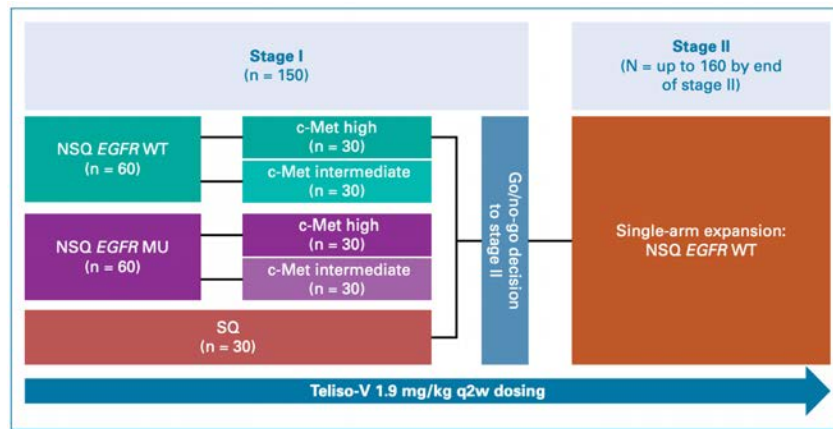 Stage I
(n = 150)
Stage II
(N = up to 160 by end
of stage II)
NSQ EGFR WT
(n = 60)
c-Met high
(n = 30)
c-Met intermediate
(n = 30)
NSQ EGFR MU
(n = 60)
c-Met high
(n = 30)
c-Met intermediate
(n = 30)
SQ
(n = 30)
Go/no-go decision
to stage II
Single-arm expansion:
NSQ EGFR WT
Teliso-V 1.9 mg/kg q2w dosing